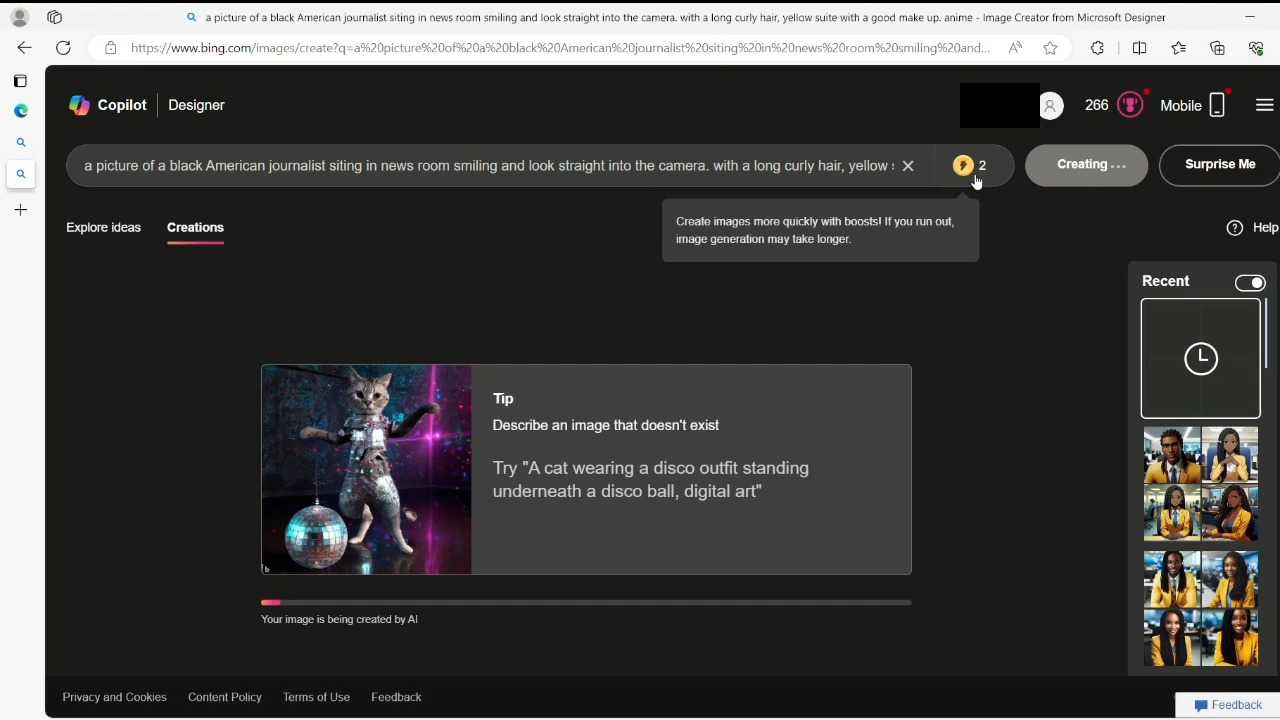 a picture of a black American journalist siting in news room smiling and look straight into the camera. with a long curly hair, yellow suite with a good make up. anime - Image Creator from Microsoft Designer
https://www.bing.com/images/create?q=a%20picture%20of%20a%20black%20American%20journalist%20siting%20in%20news%20room%20smiling%20and...
Copilot Designer
266
Mobile
a picture of a black American journalist siting in news room smiling and look straight into the camera. with a long curly hair, yellow
2
Creating ...
Surprise Me
Create images more quickly with boosts! If you run out,
image generation may take longer.
Explore ideas
Creations
Help
Recent
Tip
Describe an image that doesn't exist
Try "A cat wearing a disco outfit standing
underneath a disco ball, digital art"
Your image is being created by AI
Privacy and Cookies
Content Policy
Terms of Use
Feedback
Feedback